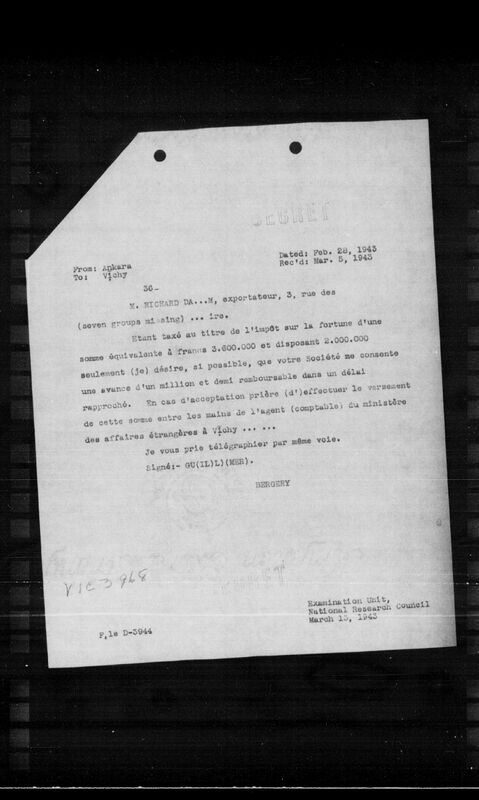 SECRET
Dated: Feb. 28, 1943
Rec'd: Mar. 5, 1943
From: Ankara
To: Vichy
36-
M. RICHARD DA...M, exportateur, 3, rue des
(seven groups missing) ... ire.
Etant taxé au titre de l'impôt sur la fortune d'une
somme équivalente à francs 3.600.000 et disposant 2.000.000
seulement (je) désire, si possible, que votre Société me consente
une avance d'un million et demi remboursable dans un délai
rapproché. En cas d'acceptation prière (d')effectuer le versement
de cette somme entre les mains de l'agent (comptable) du ministère
des affaires étrangères à Vichy ... ...
Je vous prie télégraphier par même voie.
Signé:- GU(IL)L)(MER).
BERGERY
VIC 3968
Examination Unit,
National Research Council
March 13, 1943
F,le D-3944